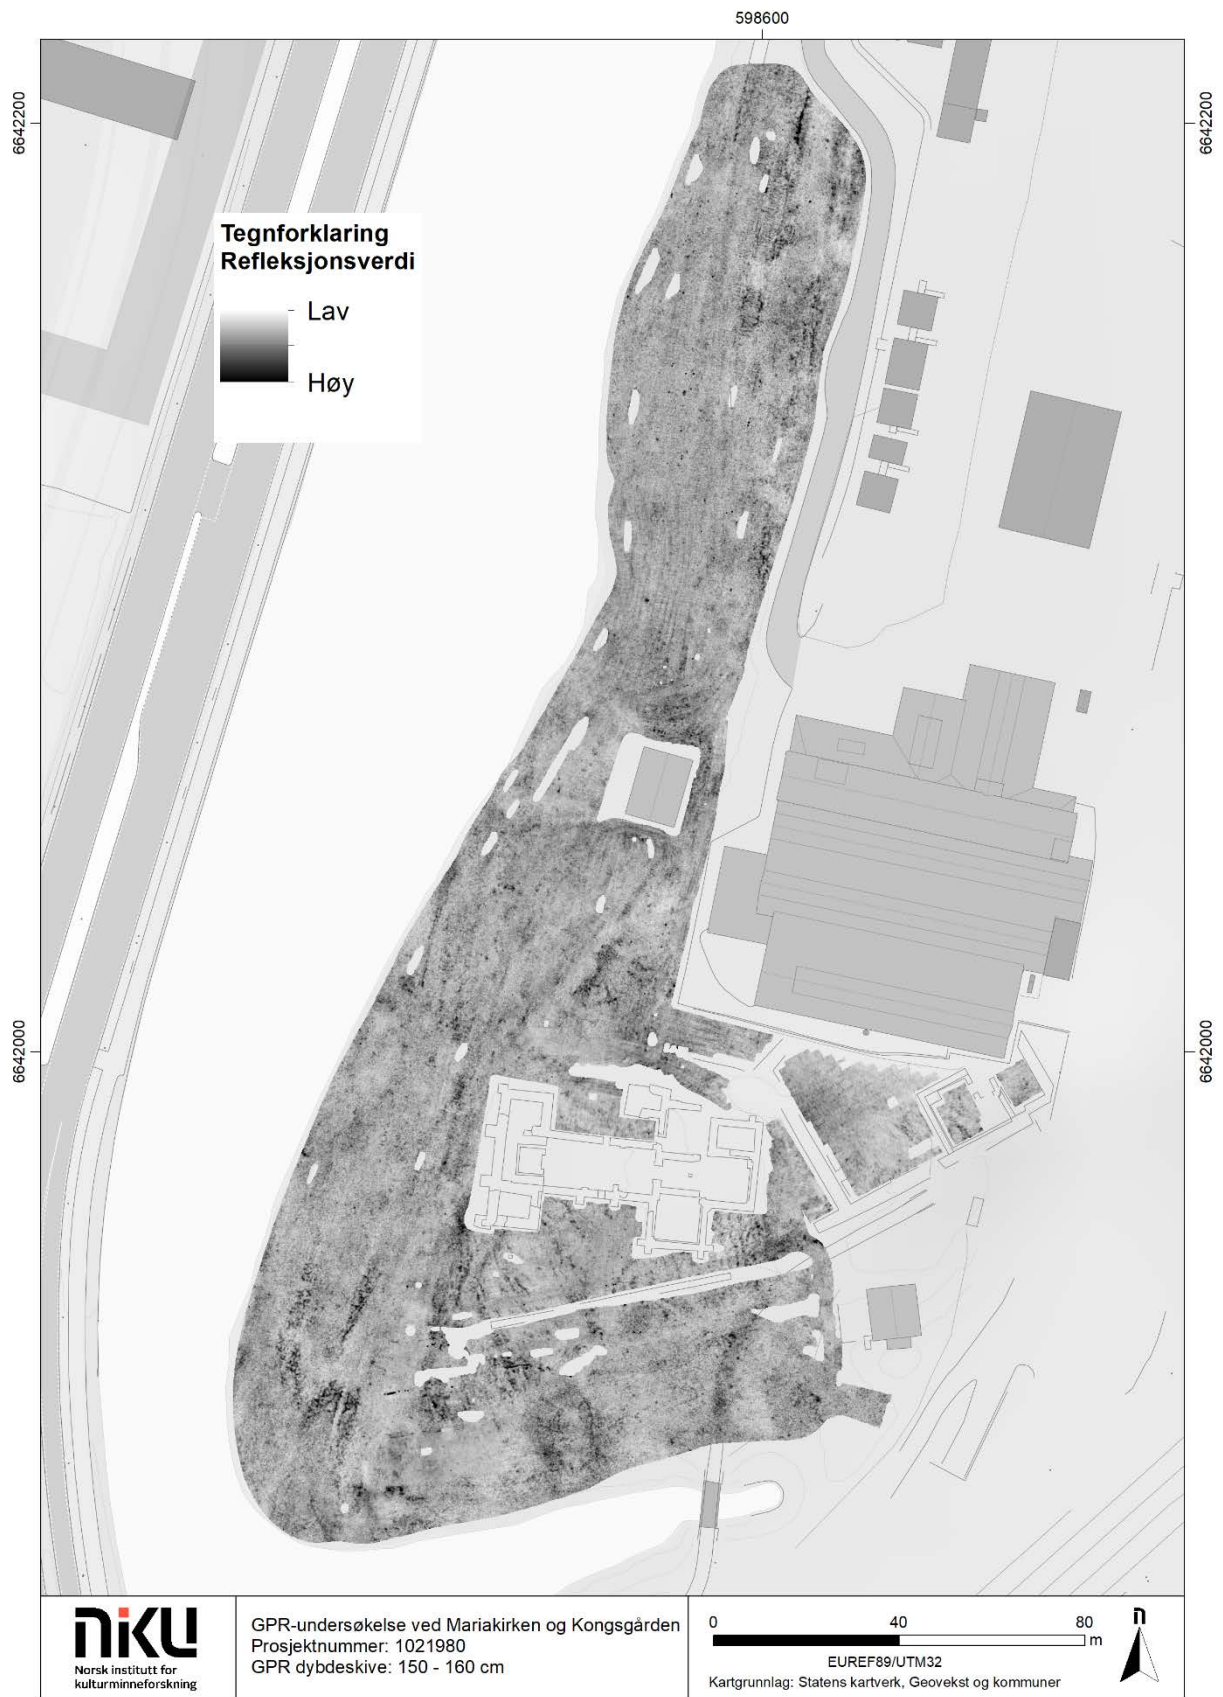 598600
6642200
6642200
Tegnforklaring
Refleksjonsverdi
Lav
Høy
6642000
6642000
NiKU
Norsk institutt for
kulturminneforskning
GPR-undersøkelse ved Mariakirken og Kongsgården
Prosjektnummer: 1021980
GPR dybdeskive: 150 - 160 cm
0 40 80
m
EUREF89/UTM32
Kartgrunnlag: Statens kartverk, Geovekst og kommuner
n